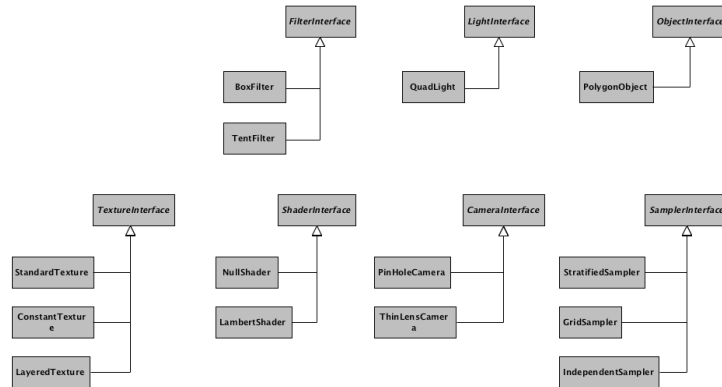 FilterInterface
LightInterface
ObjectInterface
BoxFilter
QuadLight
PolygonObject
TentFilter
TextureInterface
ShaderInterface
CameraInterface
SamplerInterface
StandardTexture
NullShader
PinHoleCamera
StratifiedSampler
ConstantTextur
e
LambertShader
ThinLensCamer
a
GridSampler
LayeredTexture
IndependentSampler